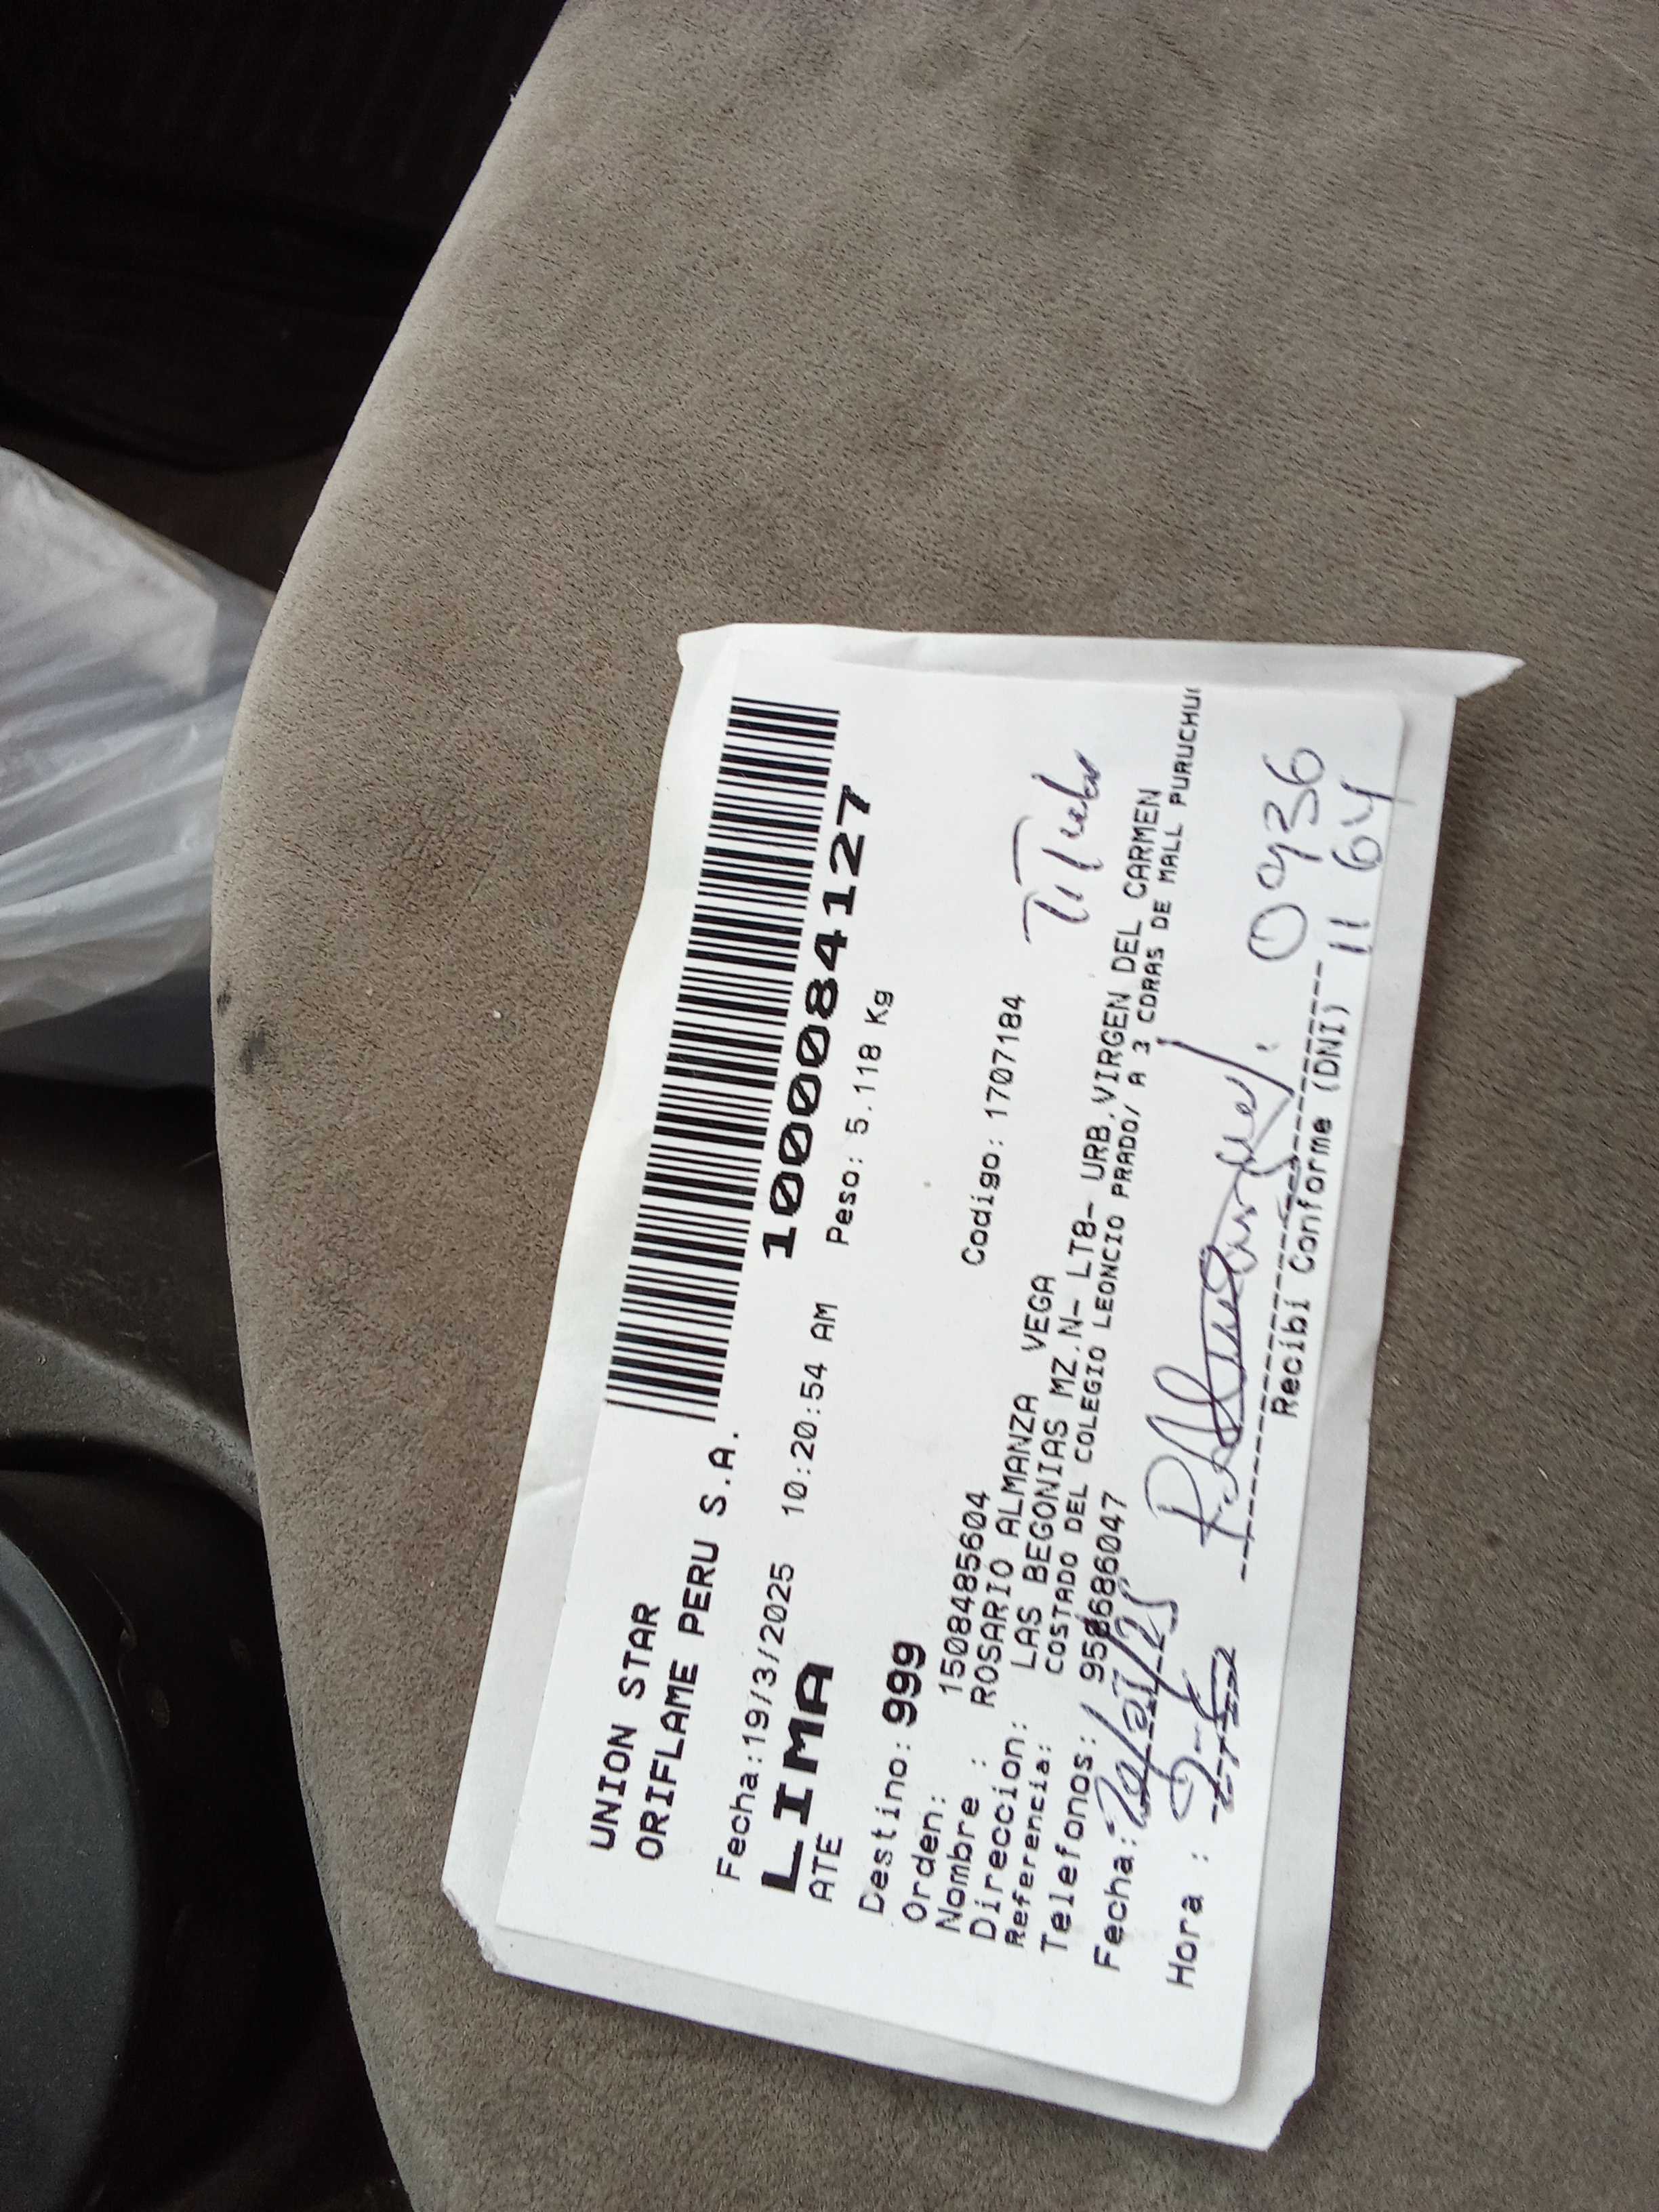 UNION STAR
ORIFLAME PERU S.A.
1000084127
Fecha:19/3/2025 10:20:54 AM Peso: 5.118 Kg
LIMA
ATE
Destino: 999
Orden: 1508485604 Codigo: 1707184
Nombre : ROSARIO ALMANZA VEGA
Direccion: LAS BEGONIAS MZ.N- LT8- URB.VIRGEN DEL CARMEN
Referencia: COSTADO DEL COLEGIO LEONCIO PRADO/ A 3 CDRAS DE MALL PURUCHU
Telefonos: 958686047
Fecha:
Hora : 0936
Recibi Conforme (DNI) 11 64